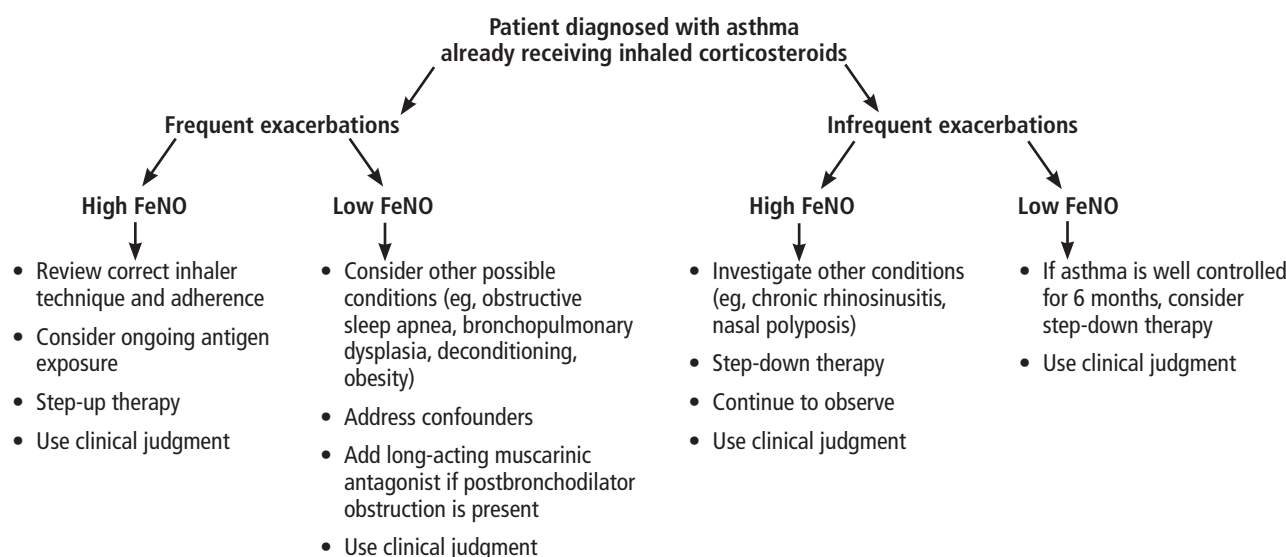 Patient diagnosed with asthma
already receiving inhaled corticosteroids
Frequent exacerbations
Infrequent exacerbations
High FeNO
Low FeNO
High FeNO
Low FeNO
• Review correct inhaler
technique and adherence
• Consider ongoing antigen
exposure
• Step-up therapy
• Use clinical judgment
• Consider other possible
conditions (eg, obstructive
sleep apnea, bronchopulmonary
dysplasia, deconditioning,
obesity)
• Address confounders
• Add long-acting muscarinic
antagonist if postbronchodilator
obstruction is present
• Use clinical judgment
• Investigate other conditions
(eg, chronic rhinosinusitis,
nasal polyposis)
• Step-down therapy
• Continue to observe
• Use clinical judgment
• If asthma is well controlled
for 6 months, consider
step-down therapy
• Use clinical judgment